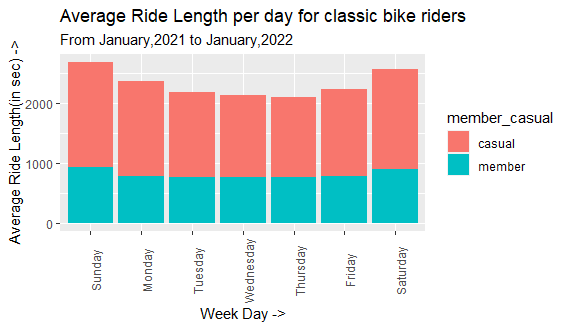 Average Ride Length per day for classic bike riders
From January,2021 to January,2022
Average Ride Length(in sec) ->
2000
1000
0
Sunday
Monday
Tuesday
Wednesday
Thursday
Friday
Saturday
Week Day ->
member_casual
casual
member